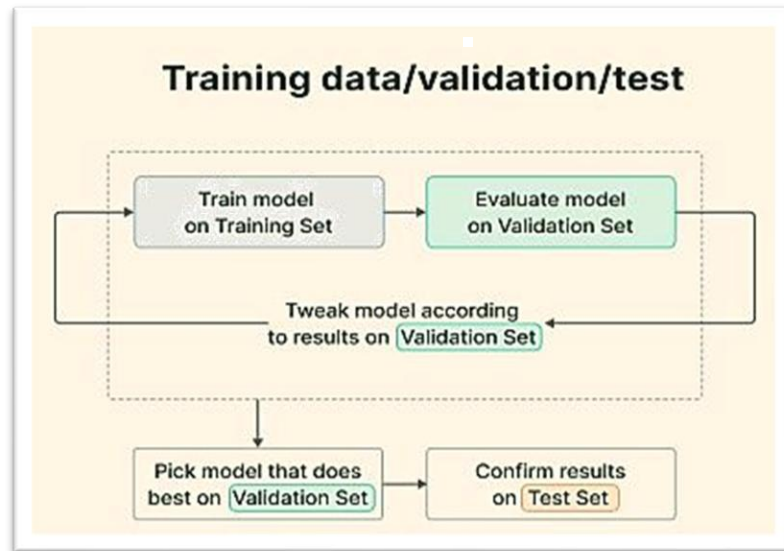 Training data/validation/test
Train model
on Training Set
Evaluate model
on Validation Set
Tweak model according
to results on Validation Set
Pick model that does
best on Validation Set
Confirm results
on Test Set